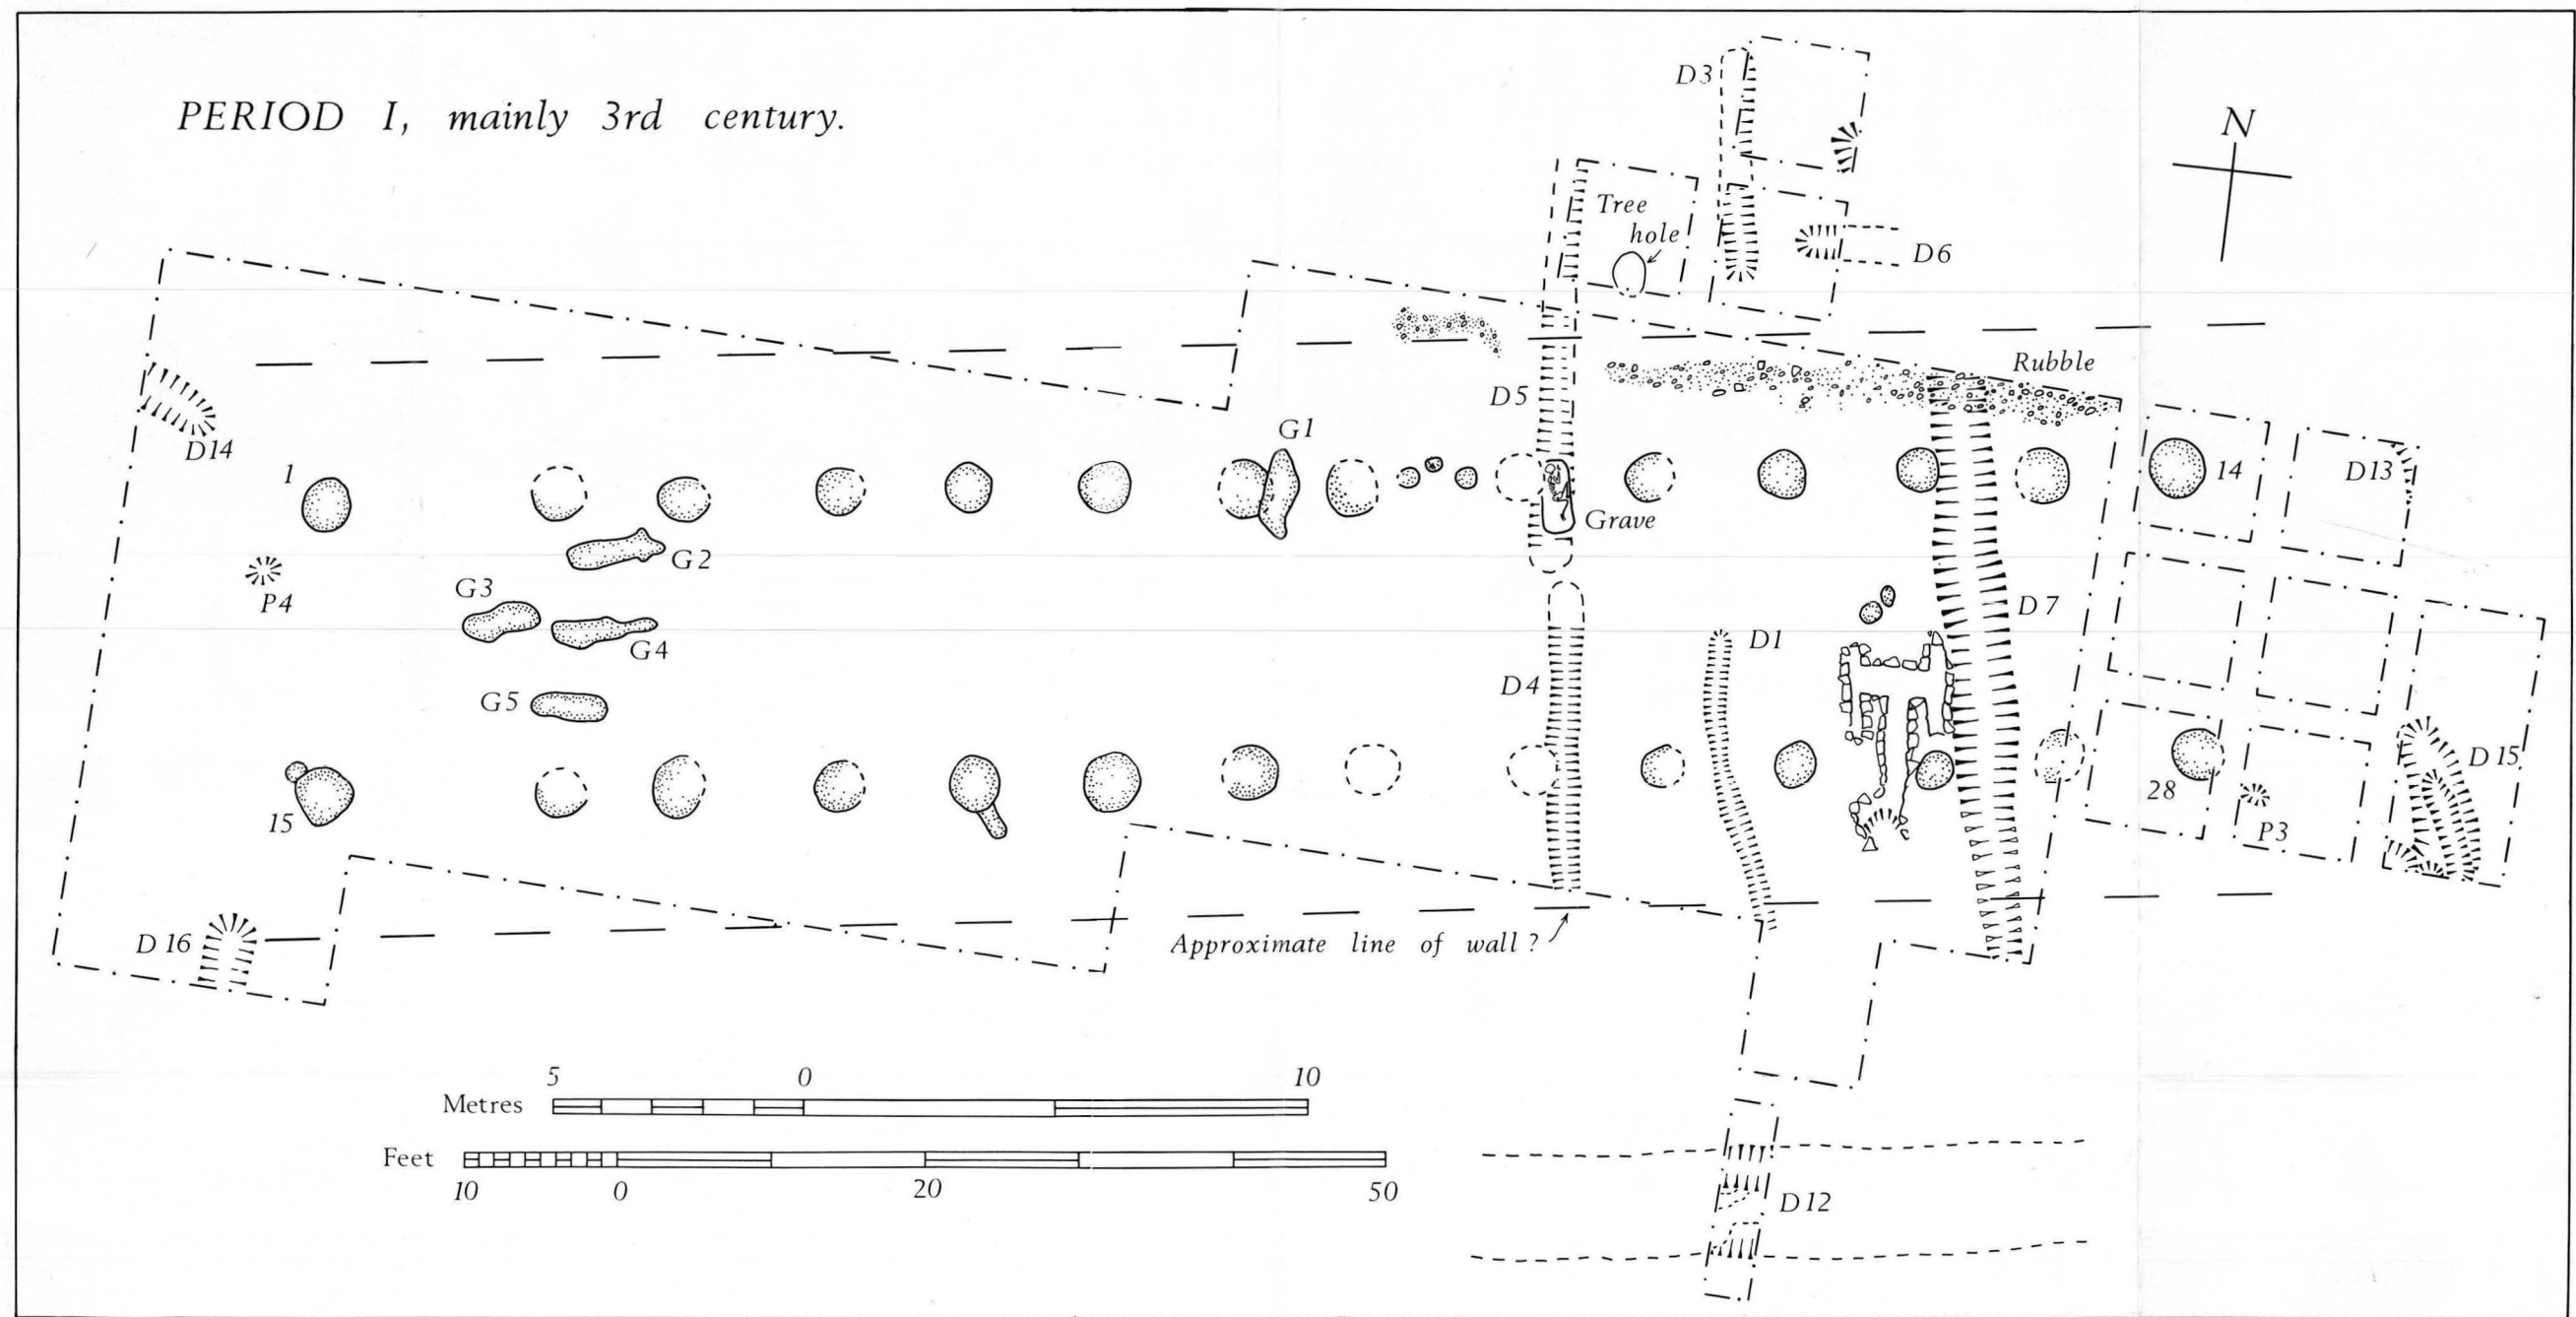 PERIOD I, mainly 3rd century.
D3
N
Tree
hole
D6
D5
Rubble
D14
G1
1
14
D13
Grave
G2
P4
G3
G4
D7
D1
G5
D4
D15
15
28
P3
D16
Approximate line of wall?
5 0 10
Metres
Feet
10 0 20 50
D12